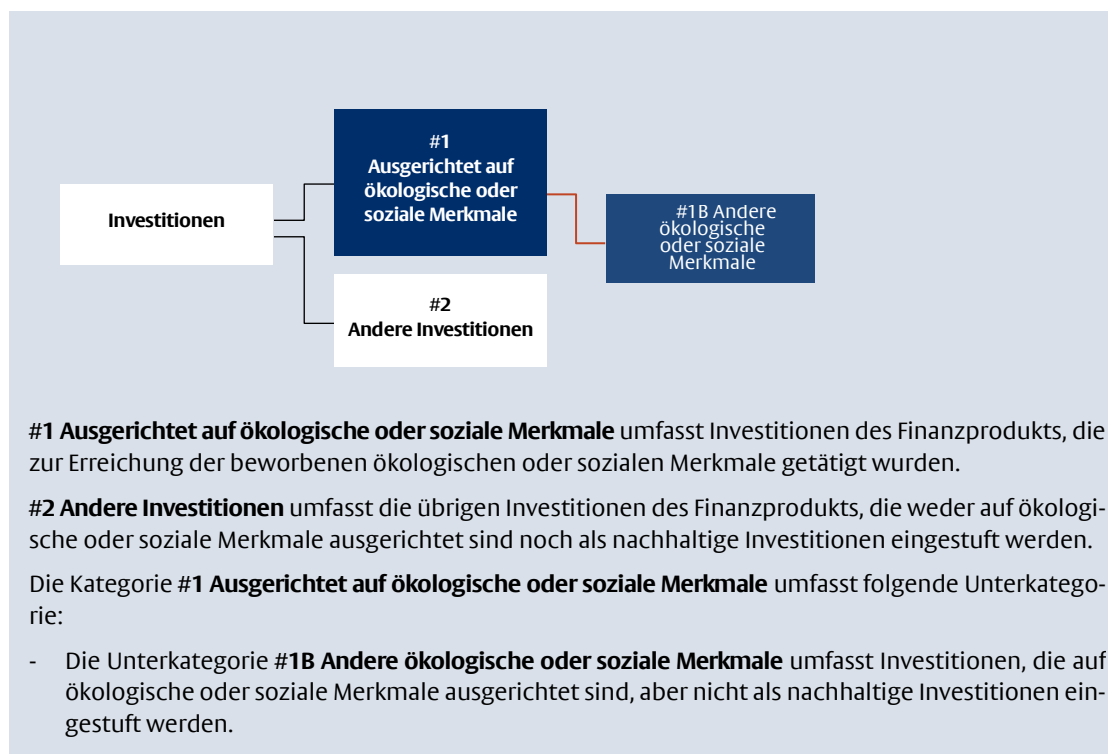 #1
Ausgerichtet auf
ökologische oder
soziale Merkmale
Investitionen
#1B Andere
ökologische
oder soziale
Merkmale
#2
Andere Investitionen
#1 Ausgerichtet auf ökologische oder soziale Merkmale umfasst Investitionen des Finanzprodukts, die
zur Erreichung der beworbenen ökologischen oder sozialen Merkmale getätigt wurden.
#2 Andere Investitionen umfasst die übrigen Investitionen des Finanzprodukts, die weder auf ökologi-
sche oder soziale Merkmale ausgerichtet sind noch als nachhaltige Investitionen eingestuft werden.
Die Kategorie #1 Ausgerichtet auf ökologische oder soziale Merkmale umfasst folgende Unterkatego-
rie:
- Die Unterkategorie #1B Andere ökologische oder soziale Merkmale umfasst Investitionen, die auf
ökologische oder soziale Merkmale ausgerichtet sind, aber nicht als nachhaltige Investitionen ein-
gestuft werden.